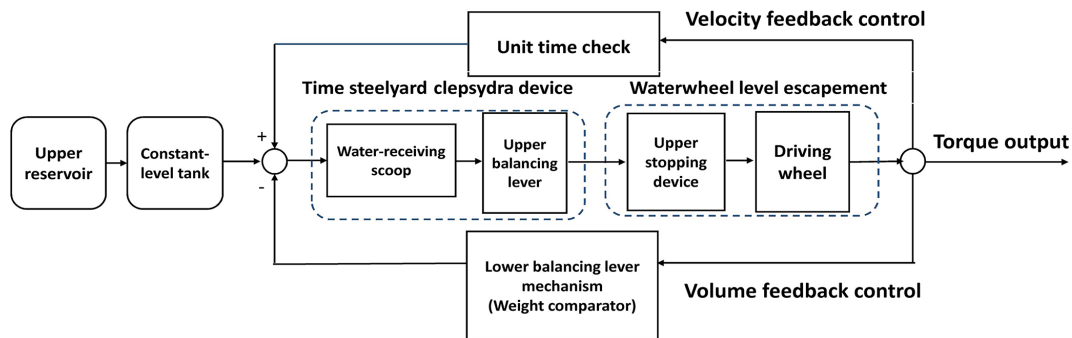 Velocity feedback control
Unit time check
Time steelyard clepsydra device
Waterwheel level escapement
+
Upper
reservoir
Constant-
level tank
Water-receiving
scoop
Upper
balancing
lever
Upper
stopping
device
Driving
wheel
Torque output
-
Lower balancing lever
mechanism
(Weight comparator)
Volume feedback control